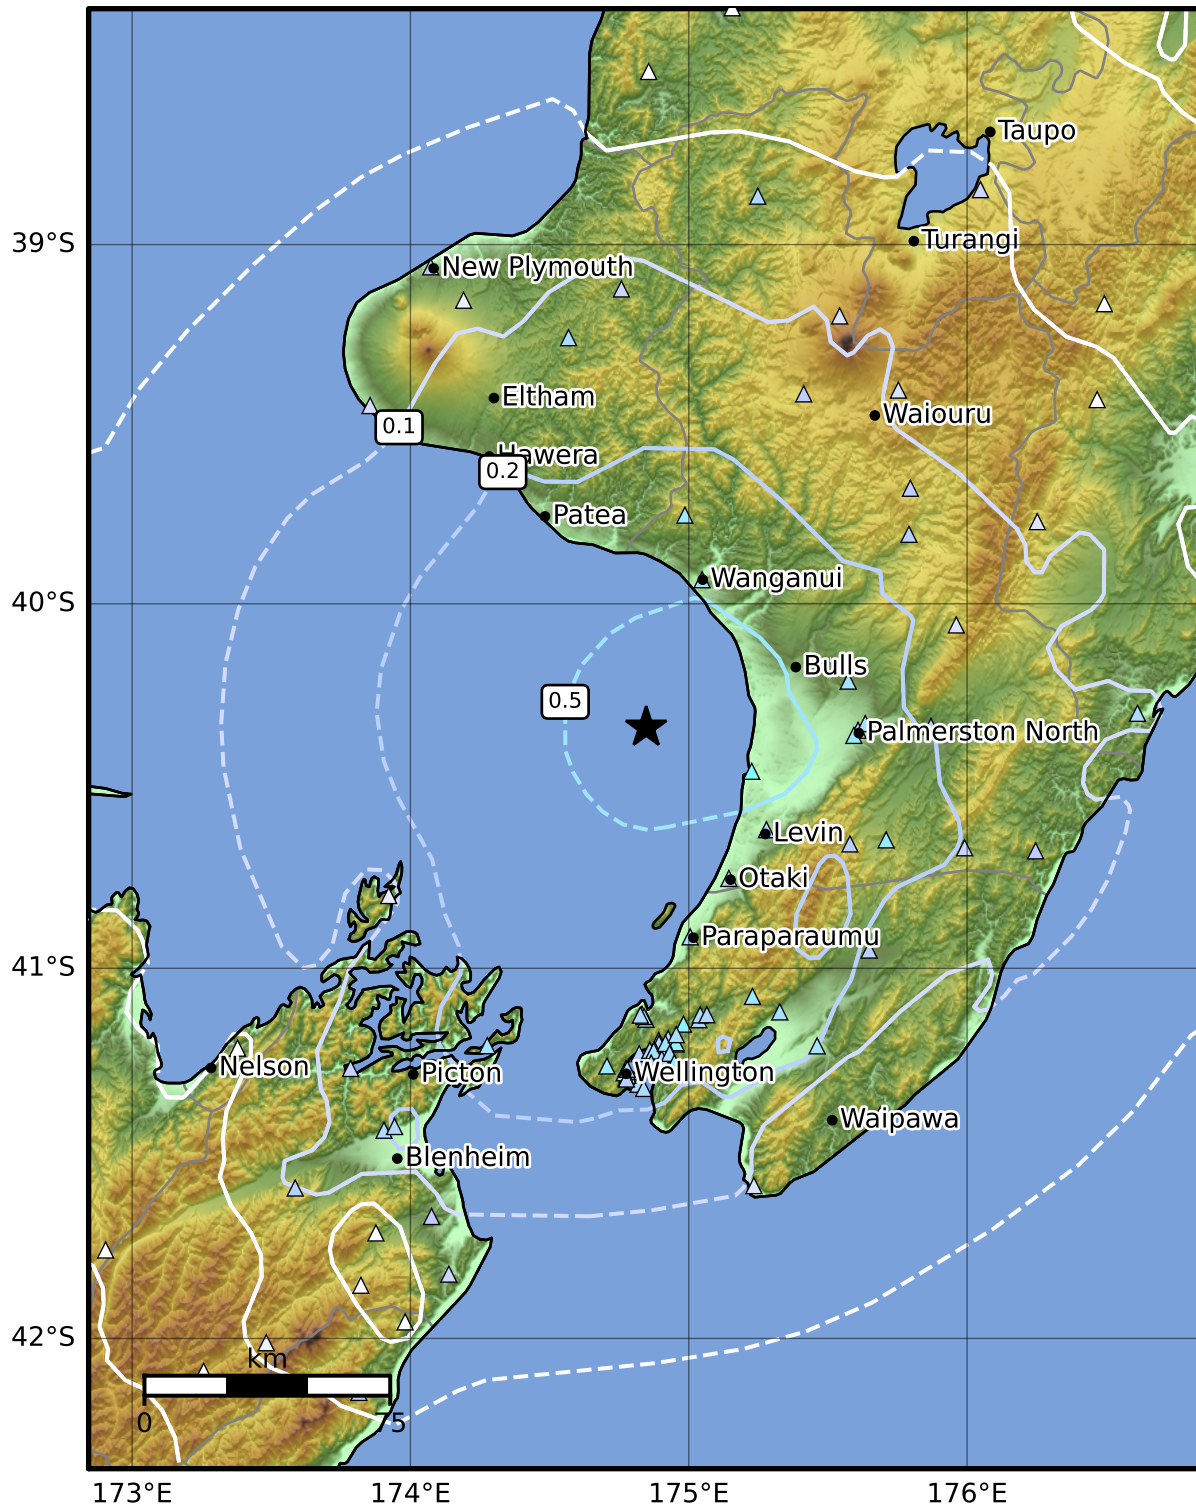 Taupo
39°S
Turangi
New Plymouth
Eltham
Waiouru
0.1
Hawera
0.2
Patea
Wanganui
40°S
Bulls
0.5
Palmerston North
Levin
Otaki
Paraparaumu
41°S
Nelson
Picton
Wellington
Waipawa
Blenheim
42°S
km
0
75
173°E
174°E
175°E
176°E